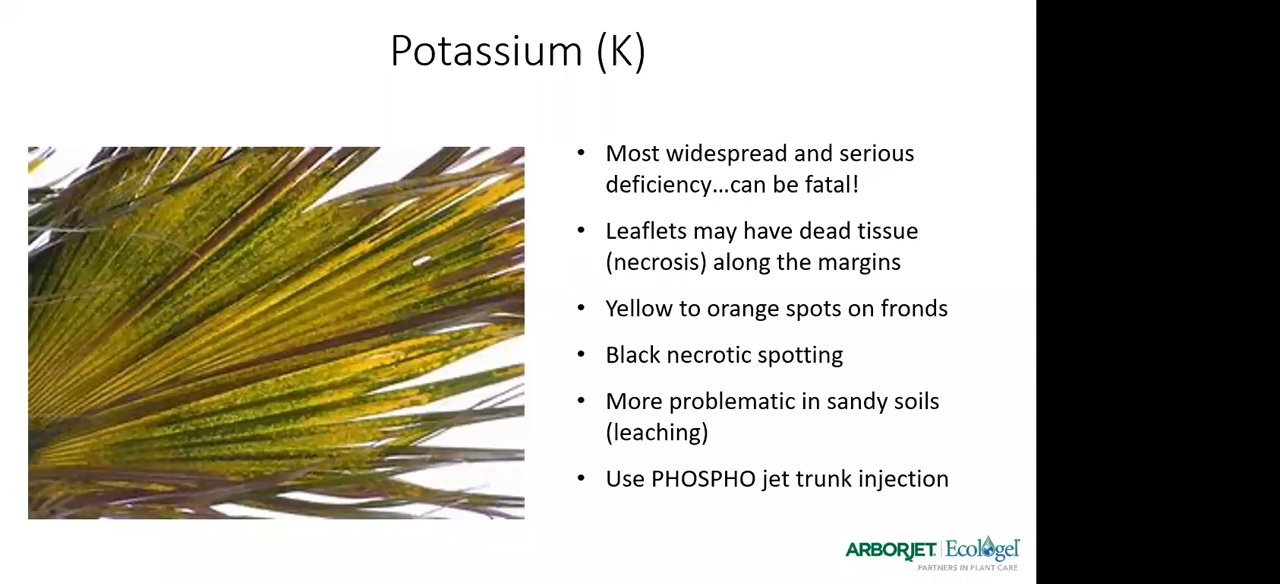 Potassium (K)
• Most widespread and serious
deficiency...can be fatal!
• Leaflets may have dead tissue
(necrosis) along the margins
• Yellow to orange spots on fronds
• Black necrotic spotting
• More problematic in sandy soils
(leaching)
• Use PHOSPHO jet trunk injection
ARBORJET | Ecologel
PARTNERS IN PLANT CARE